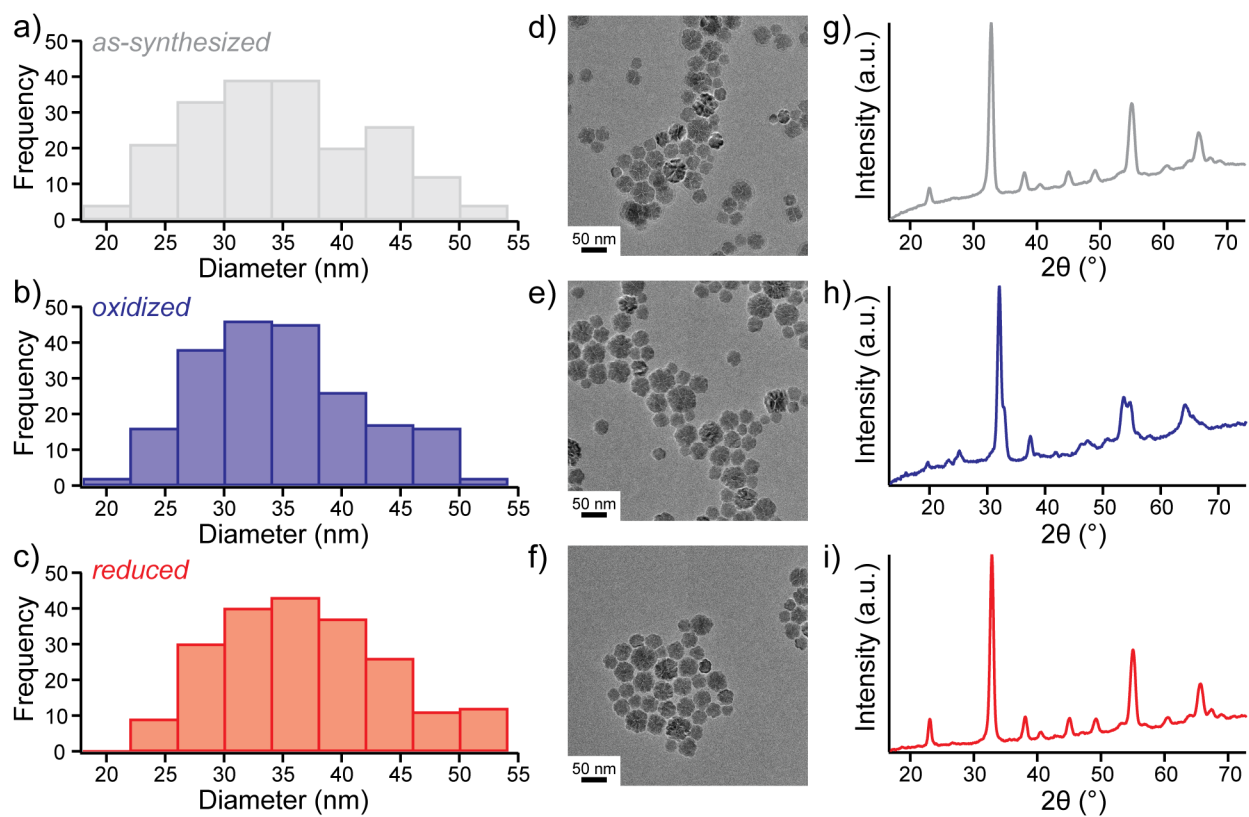 a)
as-synthesized
50
40
30
20
10
0
Frequency
20 25 30 35 40 45 50 55
Diameter (nm)
d)
50 nm
g)
Intensity (a.u.)
20 30 40 50 60 70
2θ (°)
b)
oxidized
50
40
30
20
10
0
Frequency
20 25 30 35 40 45 50 55
Diameter (nm)
e)
50 nm
h)
Intensity (a.u.)
20 30 40 50 60 70
2θ (°)
c)
reduced
50
40
30
20
10
0
Frequency
20 25 30 35 40 45 50 55
Diameter (nm)
f)
50 nm
i)
Intensity (a.u.)
20 30 40 50 60 70
2θ (°)